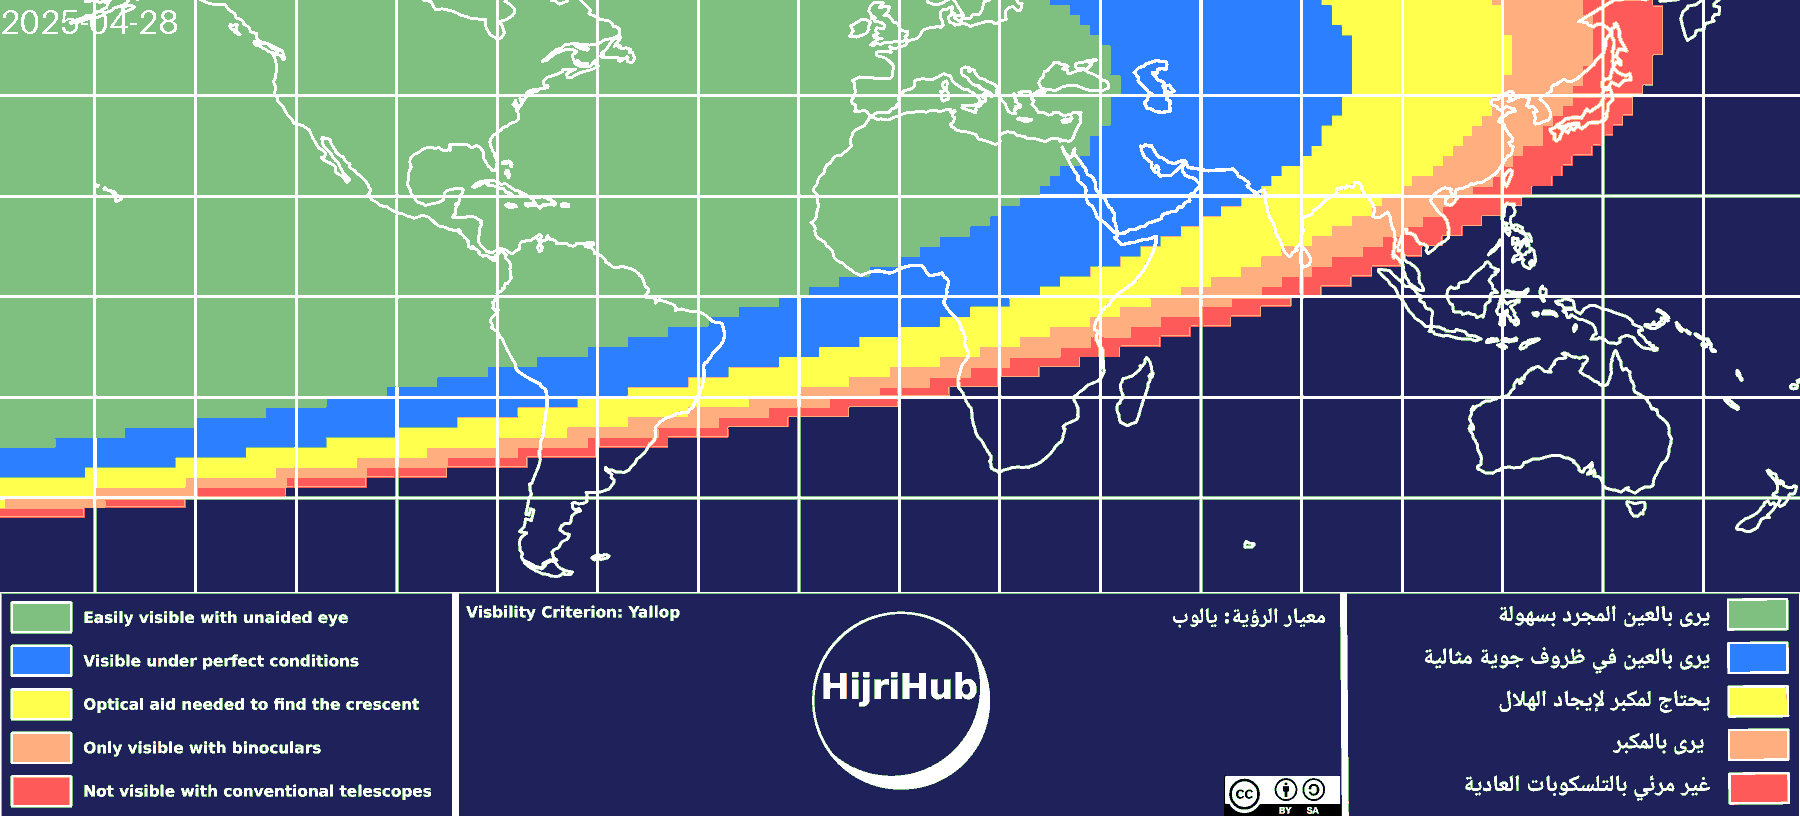 2025-04-28
Easily visible with unaided eye
Visible under perfect conditions
Optical aid needed to find the crescent
Only visible with binoculars
Not visible with conventional telescopes
Visbility Criterion: Yallop
معيار الرؤية: يالوب
HijriHub
cc
BY SA
يرى بالعين المجرد بسهولة
يرى بالعين في ظروف جوية مثالية
يحتاج لمكبر لإيجاد الهلال
يرى بالمكبر
غير مرئي بالتلسكوبات العادية